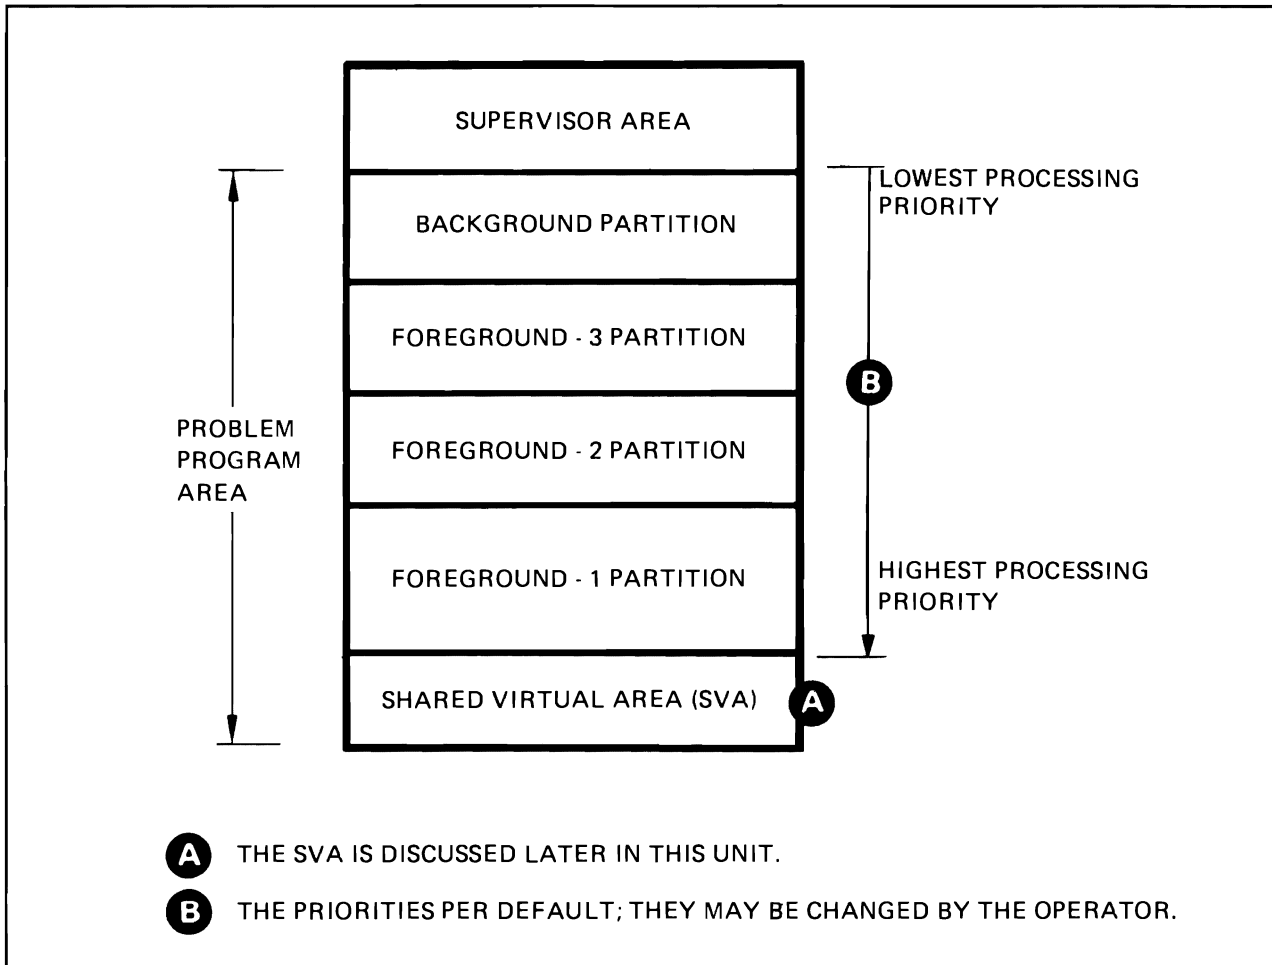 SUPERVISOR AREA
LOWEST PROCESSING
PRIORITY
BACKGROUND PARTITION
FOREGROUND - 3 PARTITION
B
PROBLEM
PROGRAM
AREA
FOREGROUND - 2 PARTITION
FOREGROUND - 1 PARTITION
HIGHEST PROCESSING
PRIORITY
SHARED VIRTUAL AREA (SVA)
A
A THE SVA IS DISCUSSED LATER IN THIS UNIT.
B THE PRIORITIES PER DEFAULT; THEY MAY BE CHANGED BY THE OPERATOR.